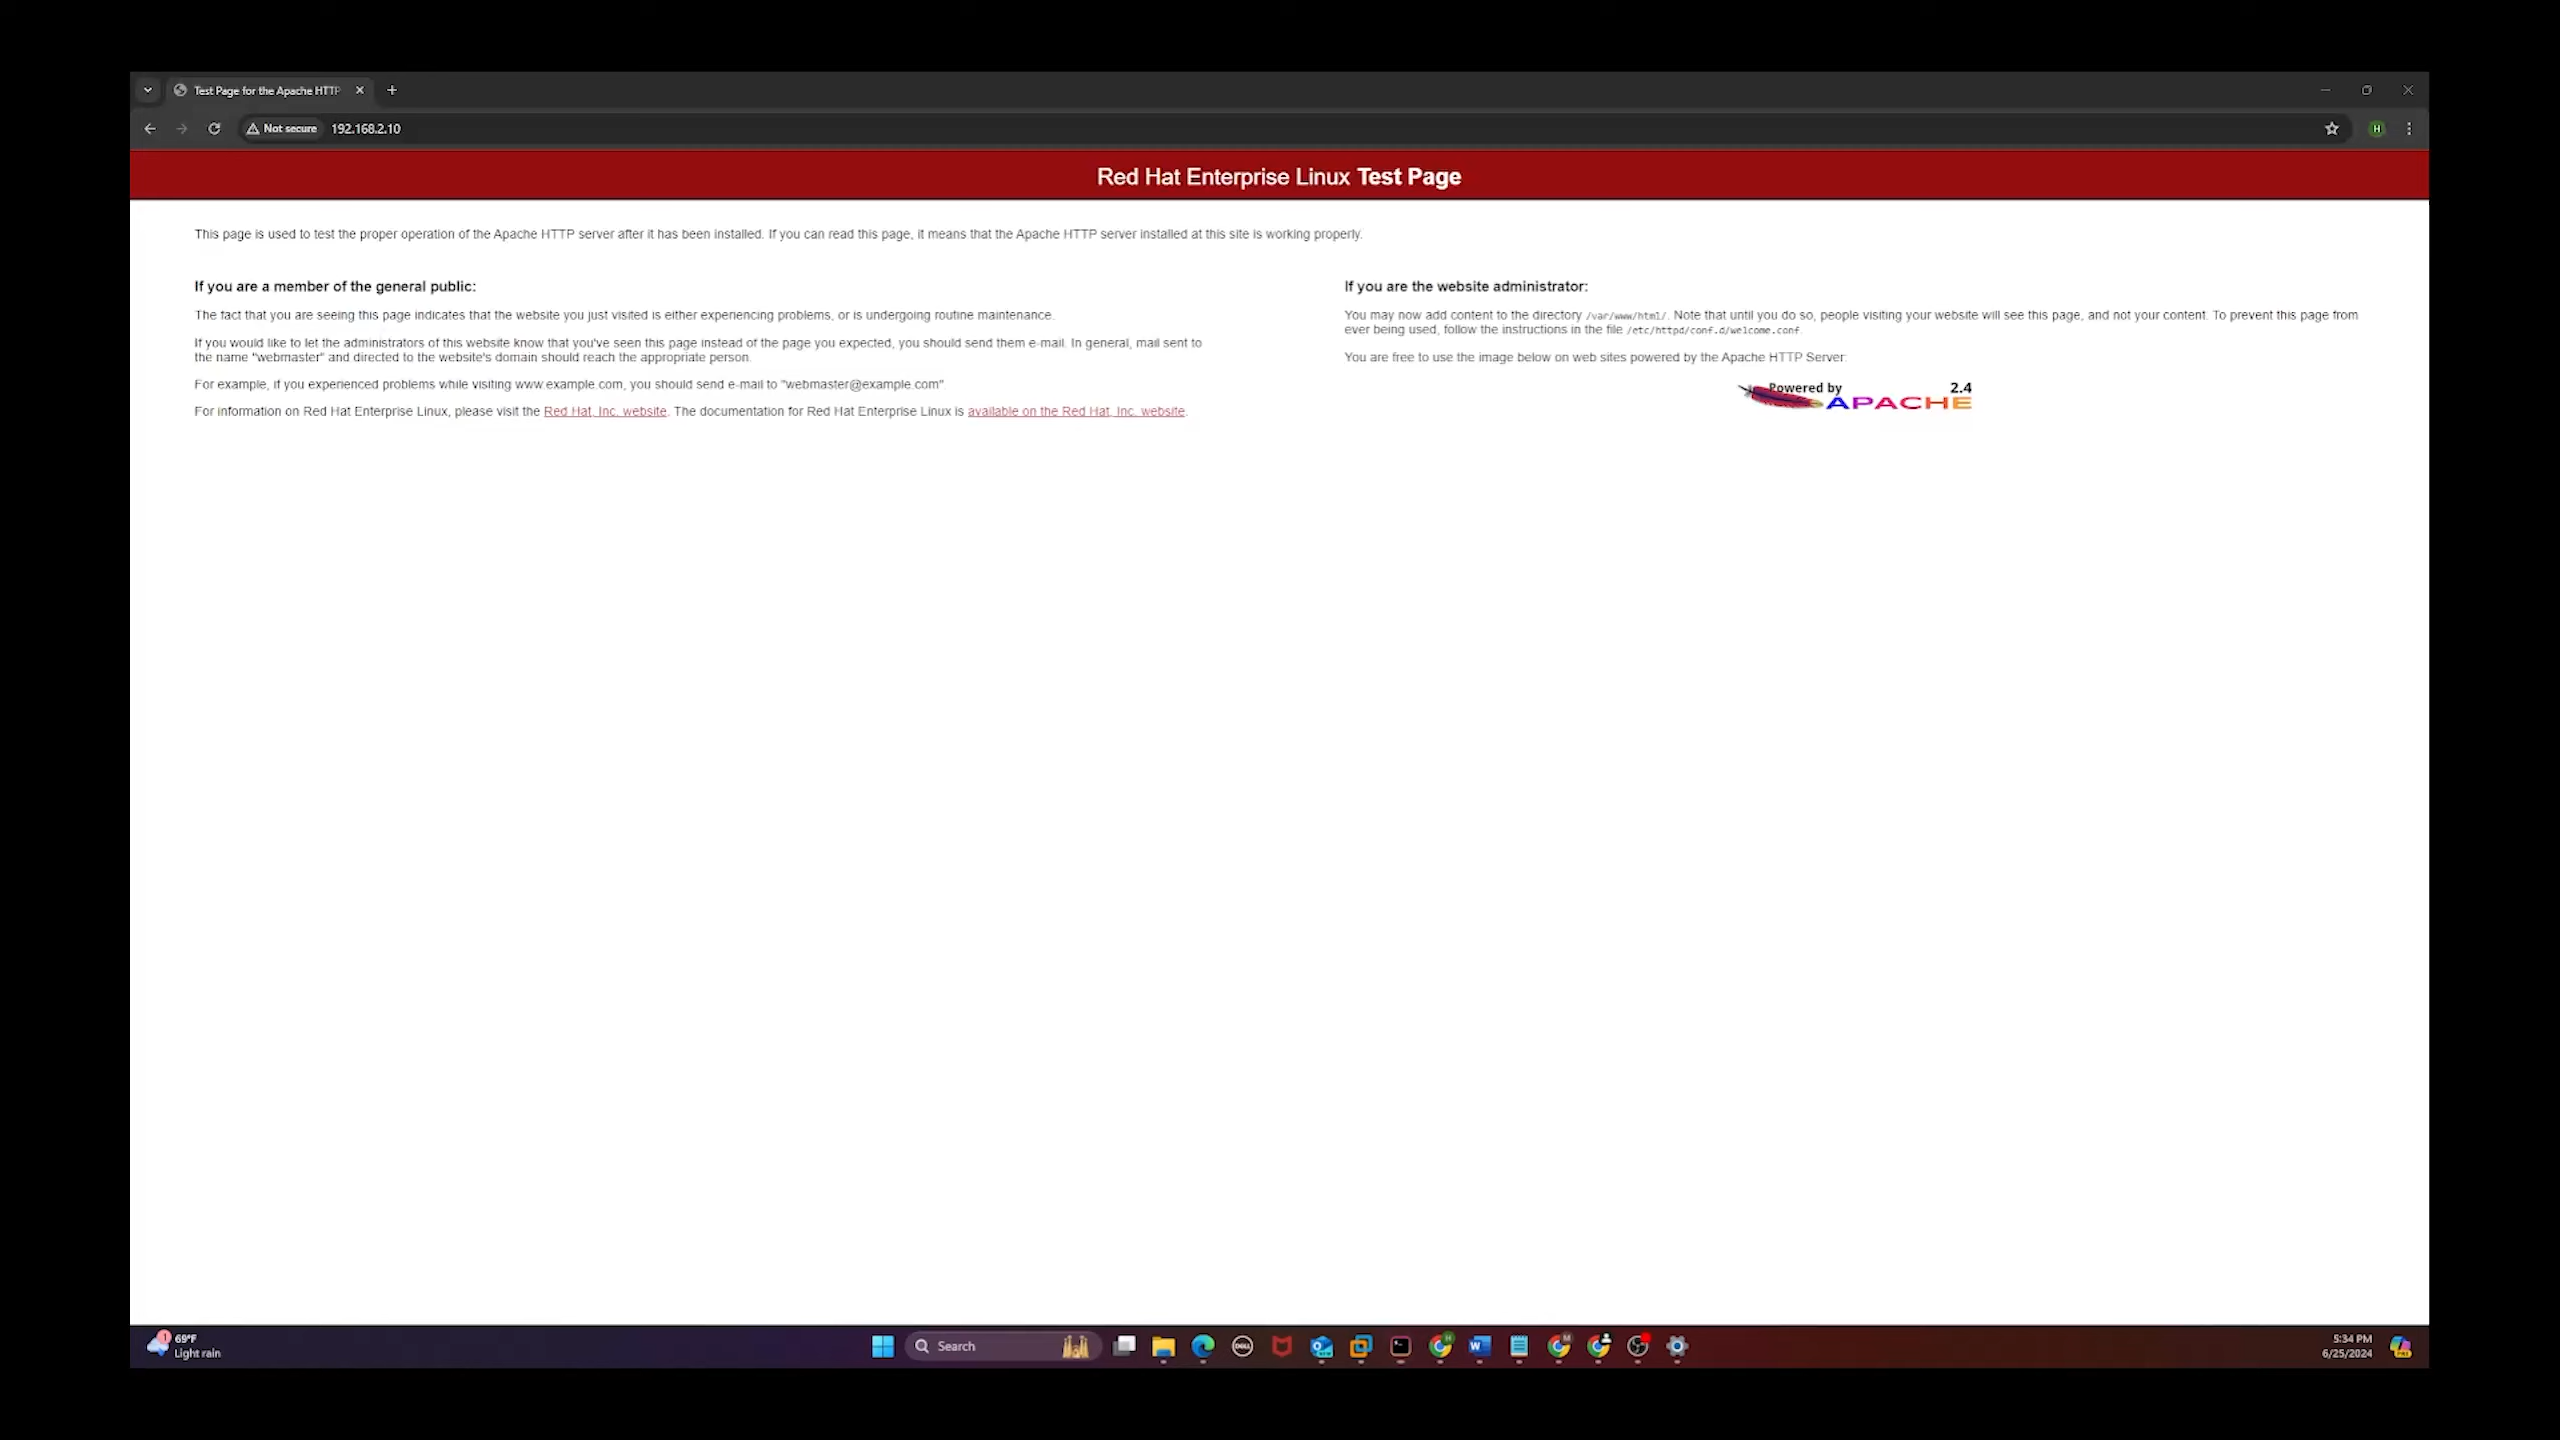 Test Page for the Apache HTTP
Not secure 192.168.2.10
H
Red Hat Enterprise Linux Test Page
This page is used to test the proper operation of the Apache HTTP server after it has been installed. If you can read this page, it means that the Apache HTTP server installed at this site is working properly.
If you are a member of the general public:
The fact that you are seeing this page indicates that the website you just visited is either experiencing problems, or is undergoing routine maintenance.
If you would like to let the administrators of this website know that you've seen this page instead of the page you expected, you should send them e-mail. In general, mail sent to
the name "webmaster" and directed to the website's domain should reach the appropriate person.
For example, if you experienced problems while visiting www.example.com, you should send e-mail to "webmaster@example.com"
For information on Red Hat Enterprise Linux, please visit the Red Hat, Inc. website. The documentation for Red Hat Enterprise Linux is available on the Red Hat, Inc. website.
If you are the website administrator:
You may now add content to the directory /var/www/html/. Note that until you do so, people visiting your website will see this page, and not your content. To prevent this page from
ever being used, follow the instructions in the file /etc/httpd/conf.d/welcome.conf.
You are free to use the image below on web sites powered by the Apache HTTP Server:
Powered by 2.4
APACHE
1
69°F
Light rain
Search
DELL
5:34 PM
6/25/2024